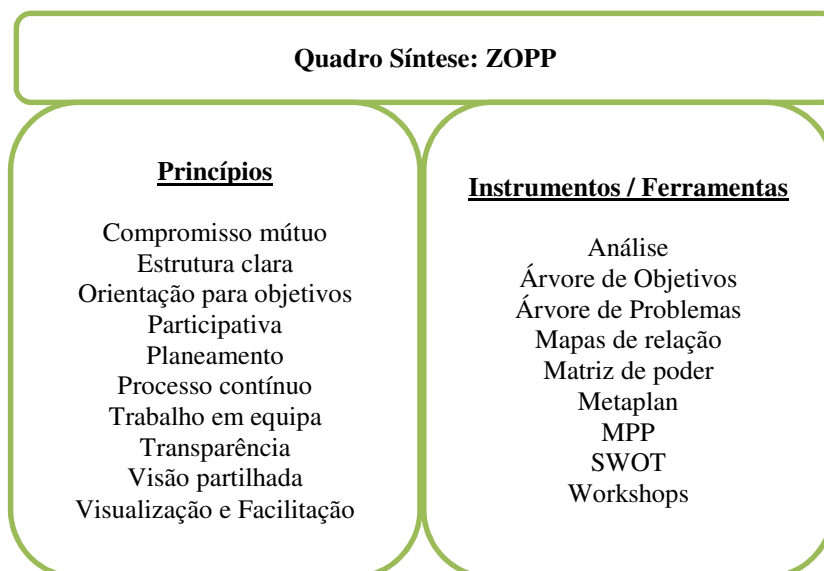 Quadro Síntese: ZOPP
Princípios
Compromisso mútuo
Estrutura clara
Orientação para objetivos
Participativa
Planeamento
Processo contínuo
Trabalho em equipa
Transparência
Visão partilhada
Visualização e Facilitação
Instrumentos / Ferramentas
Análise
Árvore de Objetivos
Árvore de Problemas
Mapas de relação
Matriz de poder
Metaplan
MPP
SWOT
Workshops